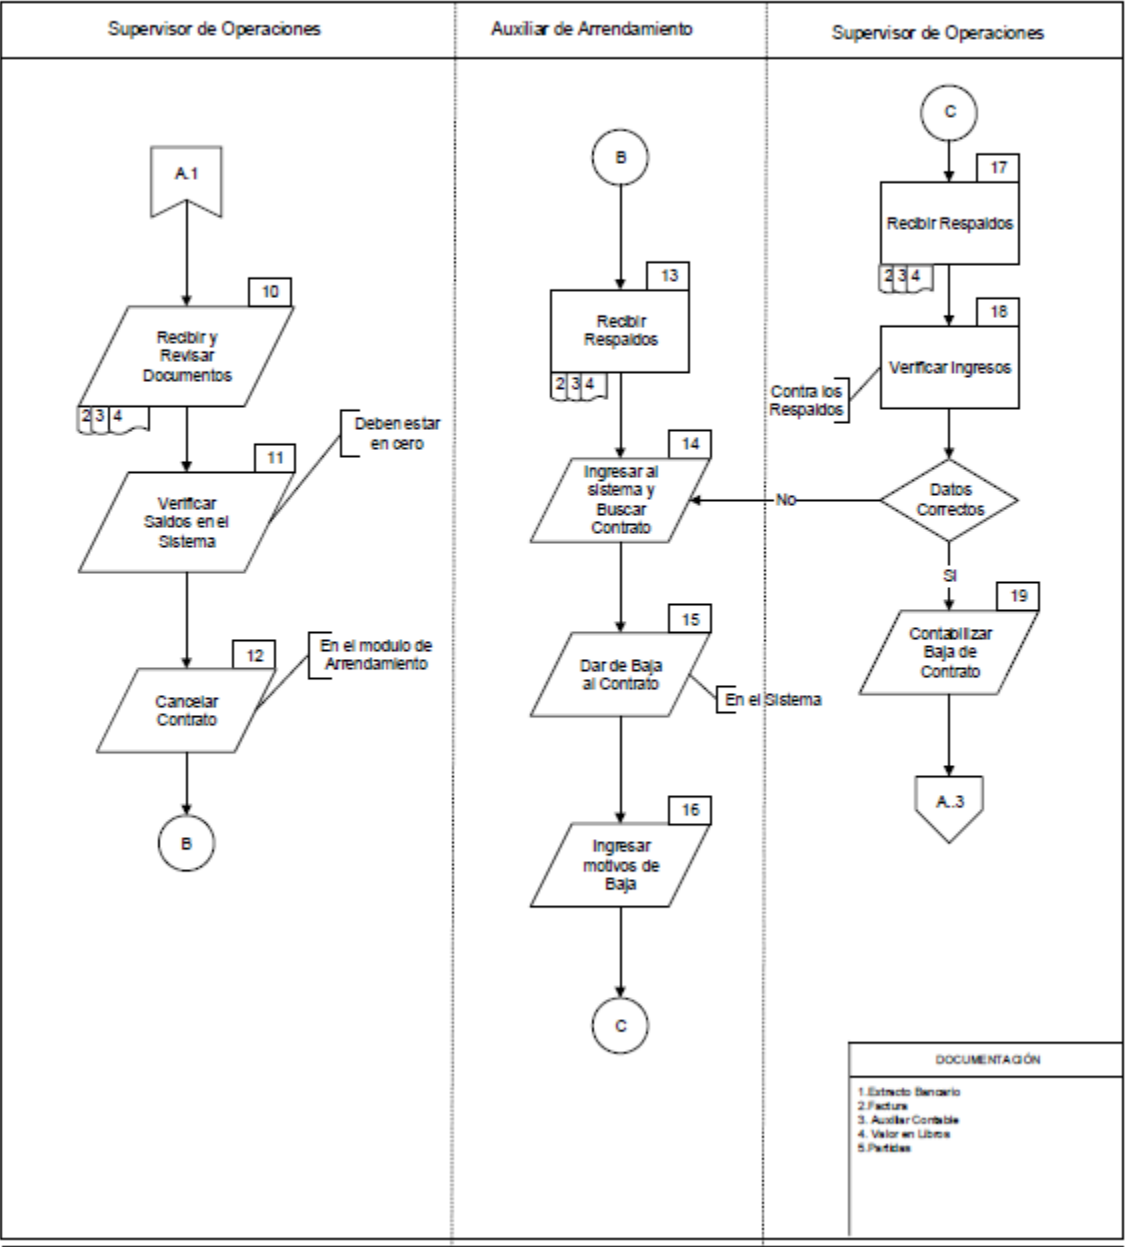 Supervisor de Operaciones
Auxiliar de Arrendamiento
Supervisor de Operaciones
A.1
10
Recibir y
Revisar
Documentos
2 3 4
Deben estar
en cero
11
Verificar
Saldos en el
Sistema
En el modulo de
Arrendamiento
12
Cancelar
Contrato
B
B
13
Recibir
Respaldos
2 3 4
14
Ingresar al
sistema y
Buscar
Contrato
15
Dar de Baja
al Contrato
En el Sistema
16
Ingresar
motivos de
Baja
C
C
17
Recibir Respaldos
2 3 4
18
Verificar Ingresos
Contra los
Respaldos
Datos
Correctos
No
Si
19
Contabilizar
Baja de
Contrato
A..3
DOCUMENTACIÓN
1.Extracto Bancario
2.Factura
3. Auxiliar Contable
4. Valor en Libros
5.Partidas